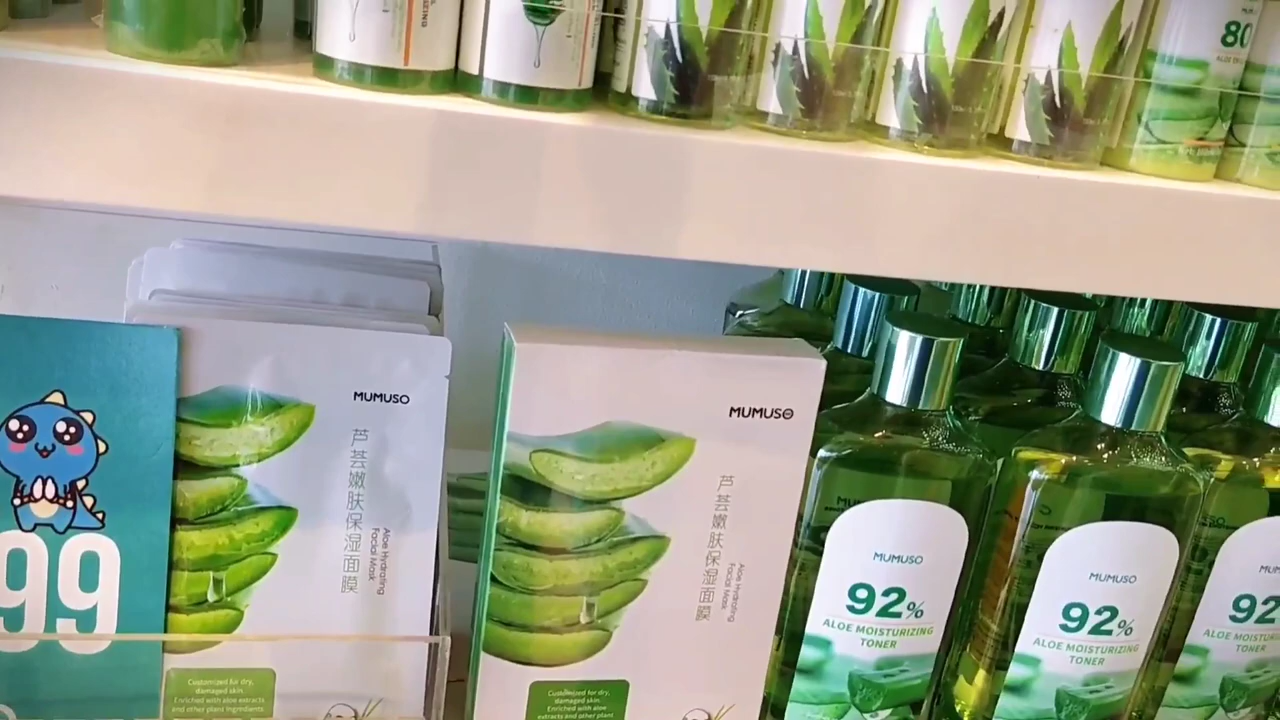 80
MUMUSO
芦荟嫩肤保湿面膜
Aloe Hydrating
Facial Mask
Customized for dry,
damaged skin.
Enriched with aloe extracts
and other plant ingredients.
99
MUMUSO
芦荟嫩肤保湿面膜
Aloe Hydrating
Facial Mask
Customized for dry,
damaged skin.
Enriched with aloe
extracts and other plant
MUMUSO
92%
ALOE MOISTURIZING
TONER
MUMUSO
92%
ALOE MOISTURIZING
TONER
92
ALOE MOISTURIZING
TONER